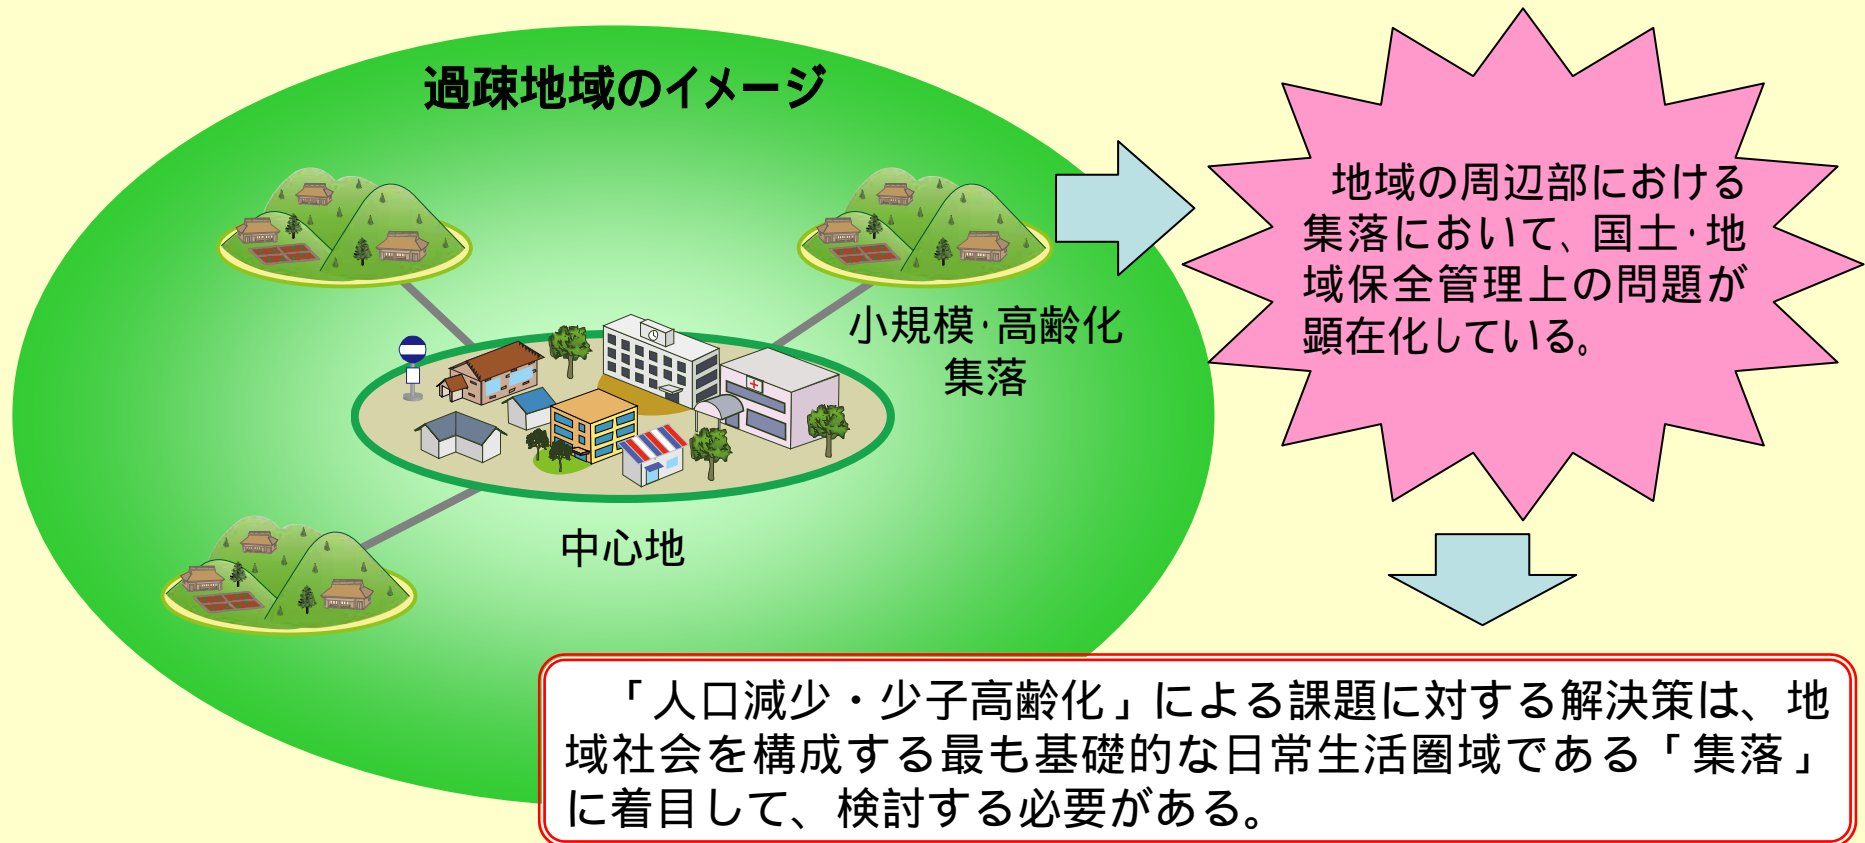 過疎地域のイメージ
地域の周辺部における
集落において、国土・地
域保全管理上の問題が
顕在化している。
小規模・高齢化
集落
中心地
「人口減少・少子高齢化」による課題に対する解決策は、地
域社会を構成する最も基礎的な日常生活圏域である「集落」
に着目して、検討する必要がある。